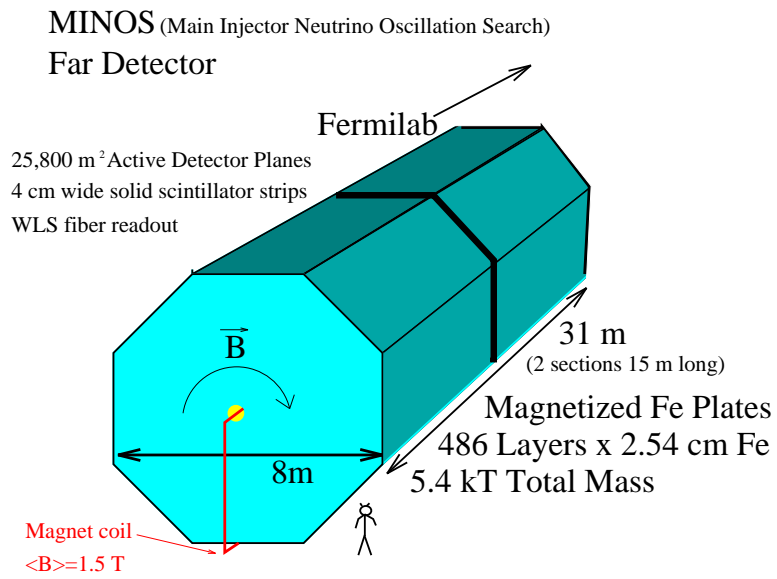 MINOS (Main Injector Neutrino Oscillation Search)
Far Detector
Fermilab
25,800 m² Active Detector Planes
4 cm wide solid scintillator strips
WLS fiber readout
B
31 m
(2 sections 15 m long)
Magnetized Fe Plates
486 Layers x 2.54 cm Fe
8m
5.4 kT Total Mass
Magnet coil
<B>=1.5 T